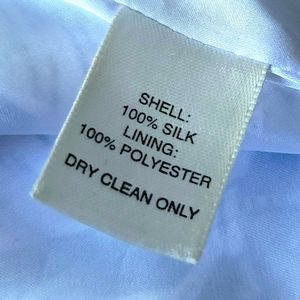 SHELL:
100% SILK
LINING:
100% POLYESTER
DRY CLEAN ONLY